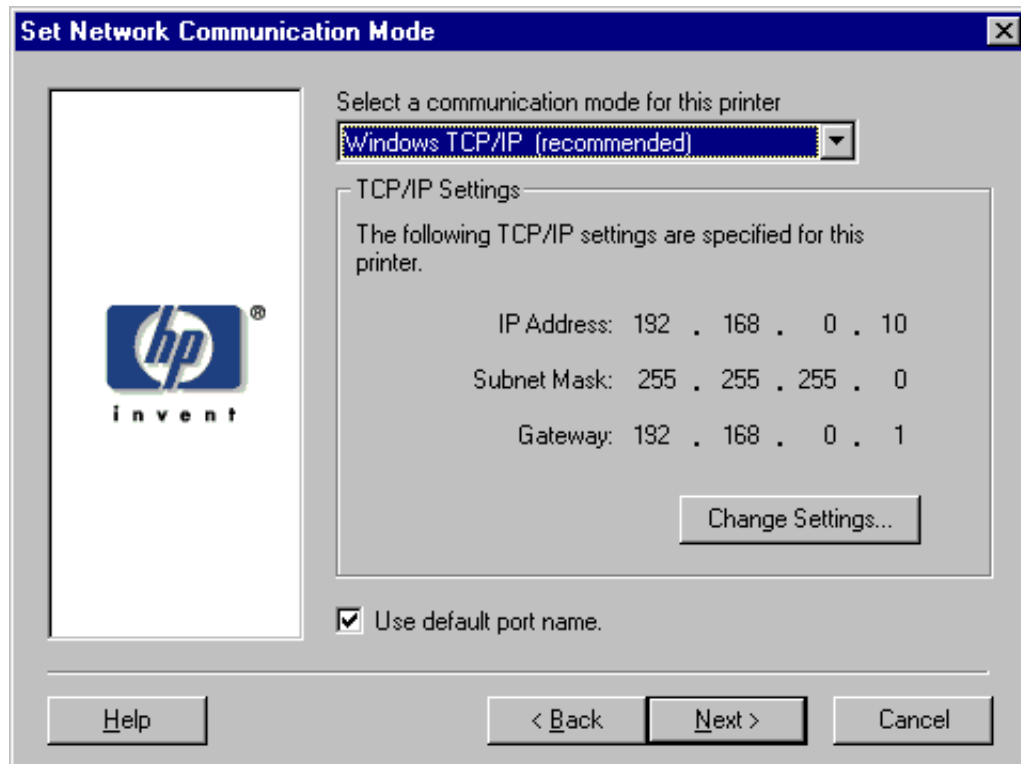 Set Network Communication Mode
Select a communication mode for this printer
Windows TCP/IP (recommended)
TCP/IP Settings
The following TCP/IP settings are specified for this
printer.
IP Address: 192 . 168 . 0 . 10
Subnet Mask: 255 . 255 . 255 . 0
Gateway: 192 . 168 . 0 . 1
Change Settings...
hp ®
invent
Use default port name.
Help
< Back
Next >
Cancel